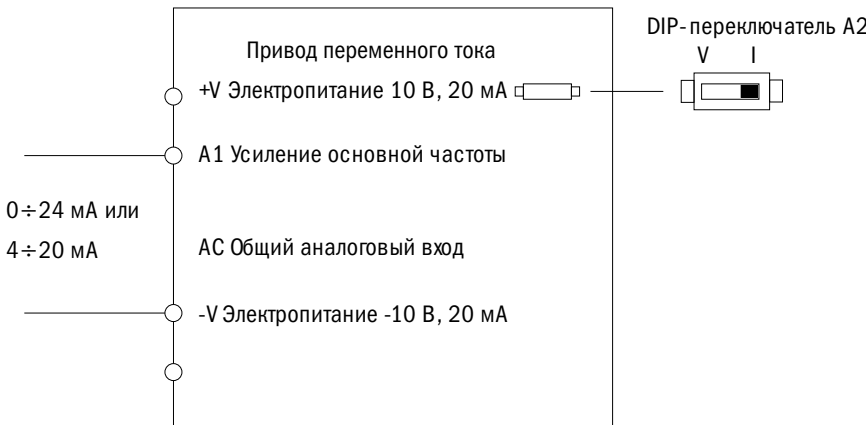 DIP-переключатель A2
V I
Привод переменного тока
+V Электропитание 10 В, 20 мА
A1 Усиление основной частоты
0÷24 мА или
4÷20 мА
AC Общий аналоговый вход
-V Электропитание -10 В, 20 мА